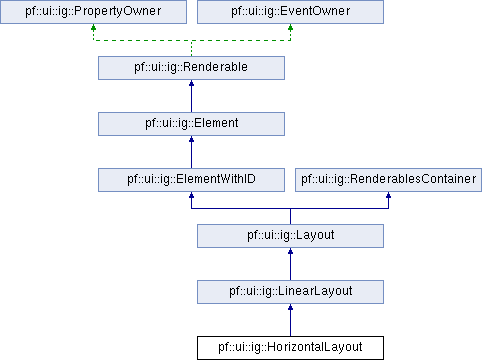 pf::ui::ig::PropertyOwner
pf::ui::ig::EventOwner
pf::ui::ig::Renderable
pf::ui::ig::Element
pf::ui::ig::ElementWithID
pf::ui::ig::RenderablesContainer
pf::ui::ig::Layout
pf::ui::ig::LinearLayout
pf::ui::ig::HorizontalLayout